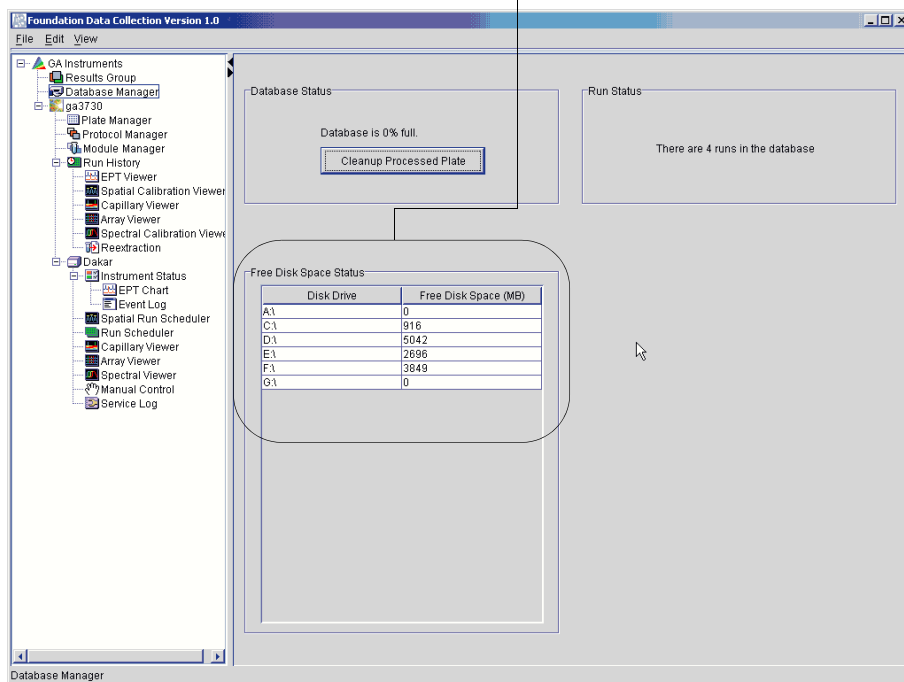 Foundation Data Collection Version 1.0
File Edit View
GA Instruments
Results Group
Database Manager
ga3730
Plate Manager
Protocol Manager
Module Manager
Run History
EPT Viewer
Spatial Calibration Viewer
Capillary Viewer
Array Viewer
Spectral Calibration Viewe
Reextraction
Dakar
Instrument Status
EPT Chart
Event Log
Spatial Run Scheduler
Run Scheduler
Capillary Viewer
Array Viewer
Spectral Viewer
Manual Control
Service Log
Database Status
Database is 0% full.
Cleanup Processed Plate
Run Status
There are 4 runs in the database
Free Disk Space Status
Disk Drive Free Disk Space (MB)
A:\ 0
C:\ 916
D:\ 5042
E:\ 2696
F:\ 3849
G:\ 0
Database Manager